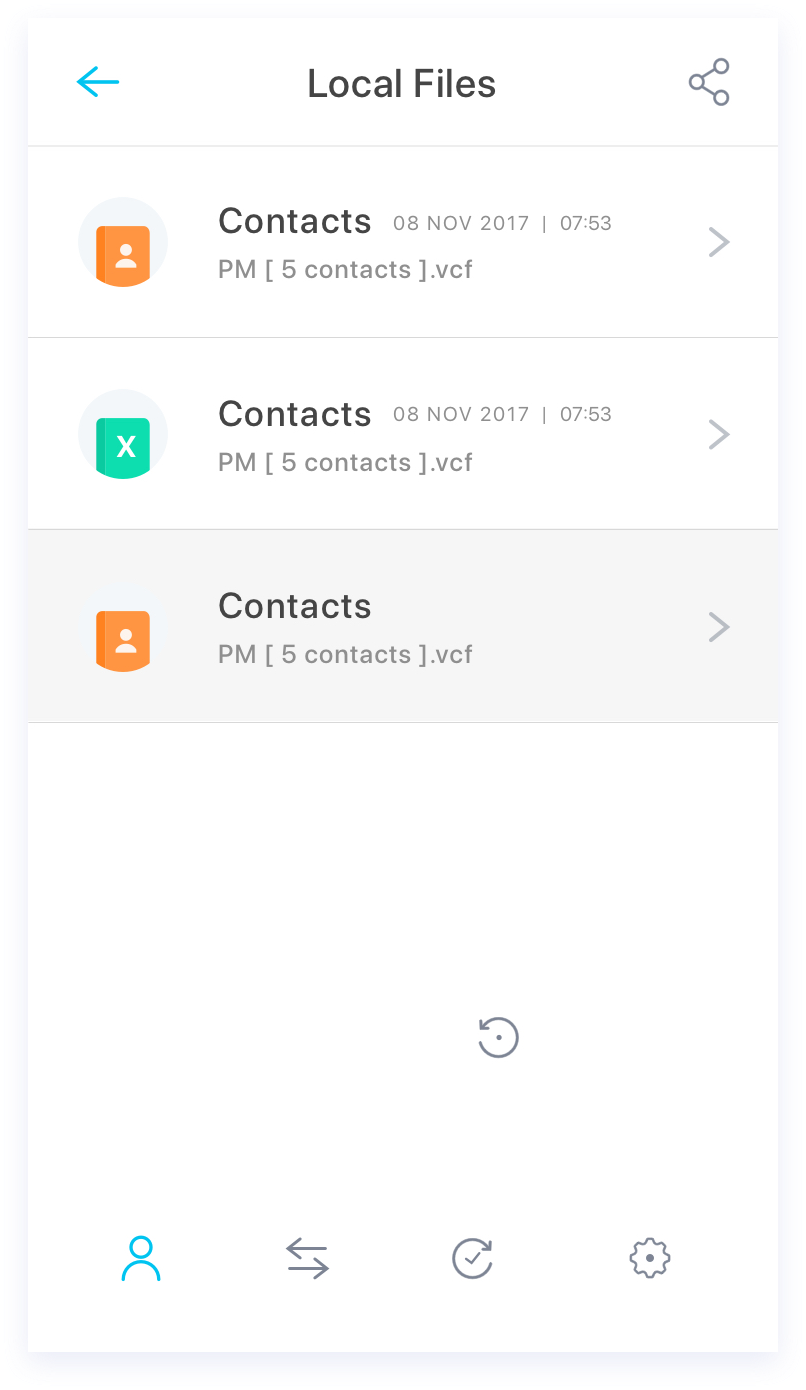 Local Files
Contacts 08 NOV 2017 | 07:53
PM [ 5 contacts ].vcf
X
Contacts 08 NOV 2017 | 07:53
PM [ 5 contacts ].vcf
Contacts
PM [ 5 contacts ].vcf